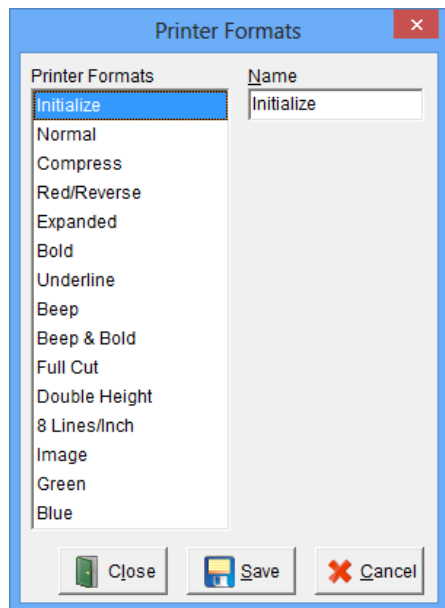 Printer Formats
Printer Formats
Name
Initialize
Initialize
Normal
Compress
Red/Reverse
Expanded
Bold
Underline
Beep
Beep & Bold
Full Cut
Double Height
8 Lines/Inch
Image
Green
Blue
Close
Save
Cancel